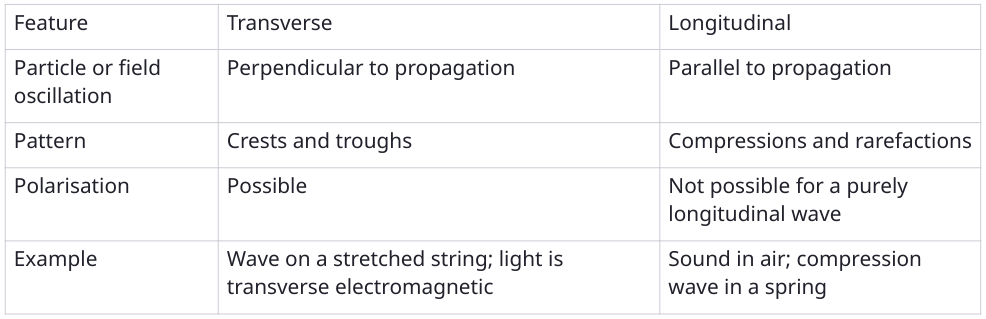 Feature Transverse Longitudinal
Particle or field Perpendicular to propagation Parallel to propagation
oscillation
Pattern Crests and troughs Compressions and rarefactions
Polarisation Possible Not possible for a purely
longitudinal wave
Example Wave on a stretched string; light is Sound in air; compression
transverse electromagnetic wave in a spring